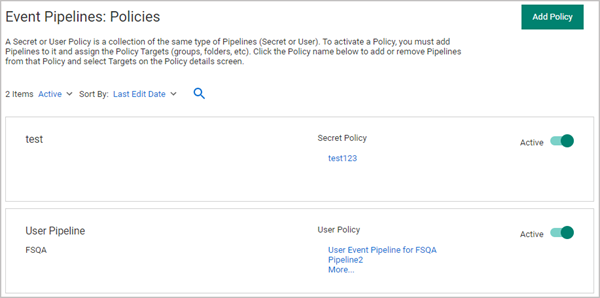 Event Pipelines: Policies
Add Policy
A Secret or User Policy is a collection of the same type of Pipelines (Secret or User). To activate a Policy, you must add
Pipelines to it and assign the Policy Targets (groups, folders, etc). Click the Policy name below to add or remove Pipelines
from that Policy and select Targets on the Policy details screen.
2 Items Active Sort By: Last Edit Date
test
Secret Policy
Active
test123
User Pipeline
User Policy
Active
FSQA
User Event Pipeline for FSQA
Pipeline2
More...